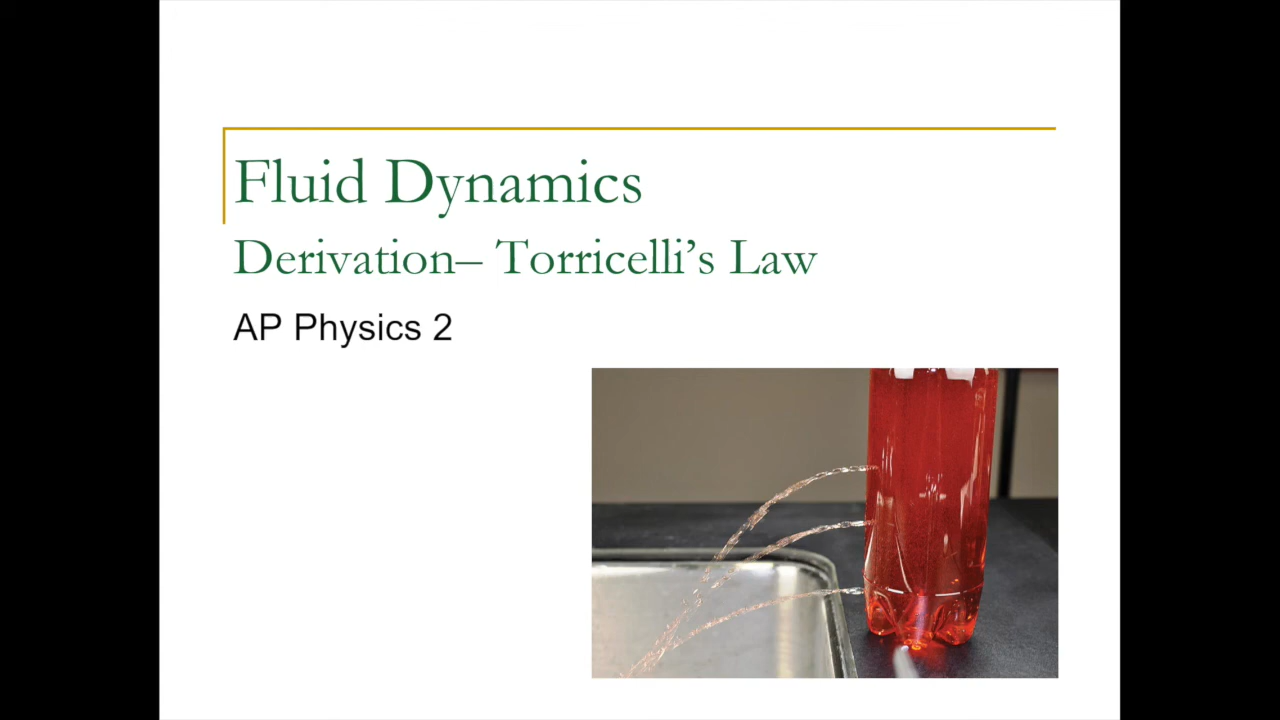 Fluid Dynamics
Derivation– Torricelli’s Law
AP Physics 2